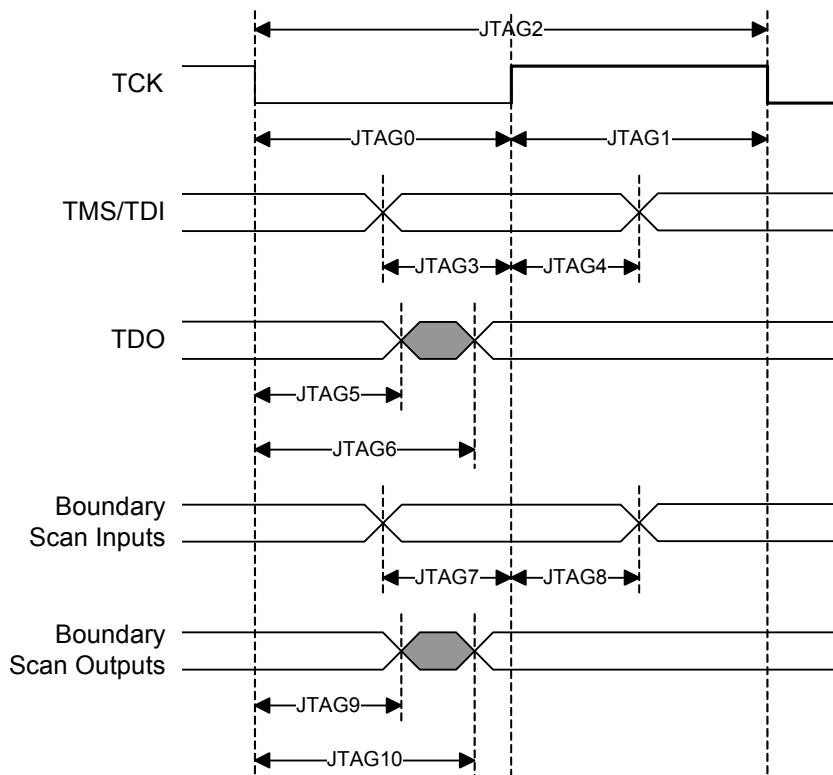 JTAG2
TCK
JTAG0
JTAG1
TMS/TDI
JTAG3
JTAG4
TDO
JTAG5
JTAG6
Boundary
Scan Inputs
JTAG7
JTAG8
Boundary
Scan Outputs
JTAG9
JTAG10